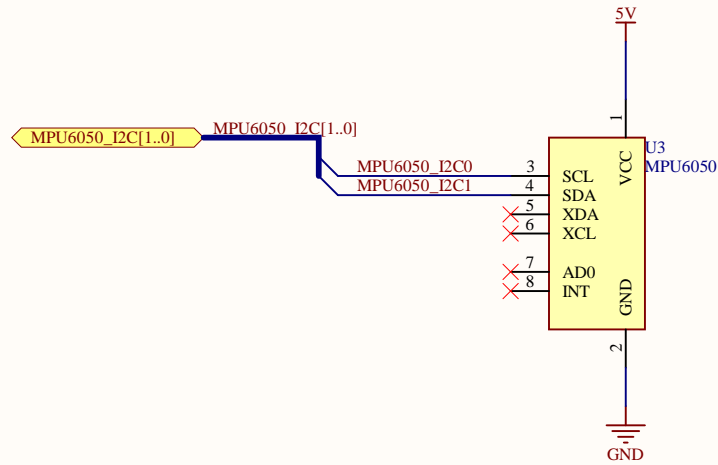 5V
MPU6050_I2C[1..0]
MPU6050_I2C[1..0]
1
U3
MPU6050
VCC
MPU6050_I2C0
3
SCL
MPU6050_I2C1
4
SDA
5
XDA
6
XCL
7
AD0
8
INT
GND
2
GND